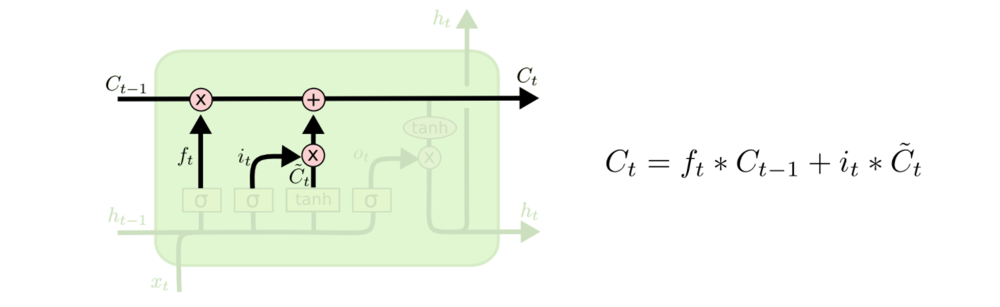 h_t
C_{t-1}
x
+
C_t
tanh
f_t
i_t
x
o_t
x
C̃_t
C_t = f_t * C_{t-1} + i_t * C̃_t
σ
σ
tanh
σ
h_{t-1}
h_t
x_t